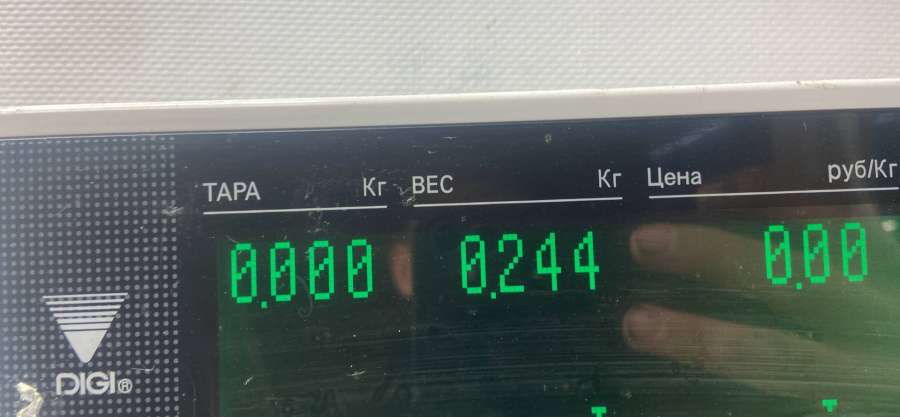 ТАРА Кг ВЕС Кг Цена руб/Кг
0.000 0.244 0.00
DIGI®